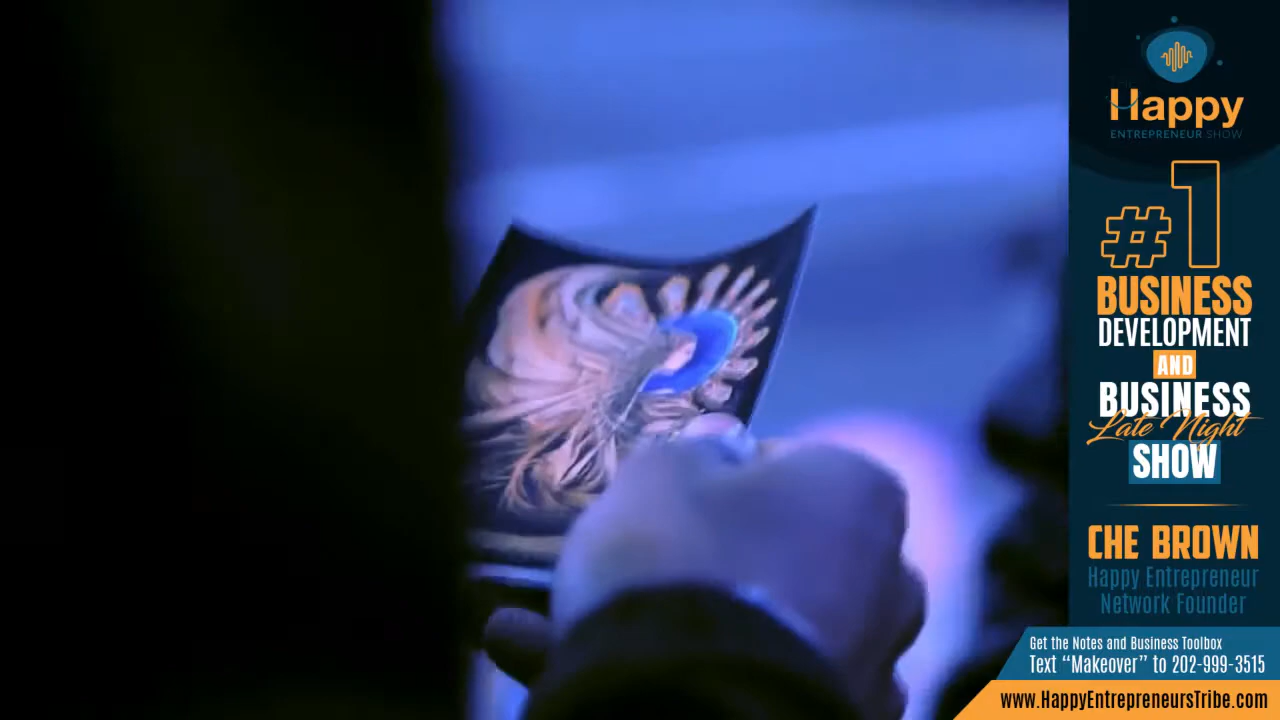 Happy
ENTREPRENEUR SHOW
#1
BUSINESS
DEVELOPMENT
AND
BUSINESS
Late Night
SHOW
CHE BROWN
Happy Entrepreneur
Network Founder
Get the Notes and Business Toolbox
Text “Makeover” to 202-999-3515
www.HappyEntrepreneursTribe.com